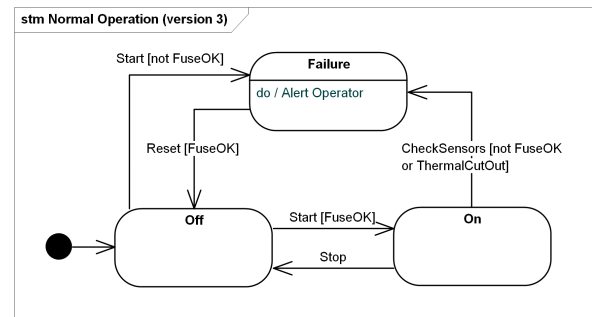 stm Normal Operation (version 3)
Start [not FuseOK]
Failure
do / Alert Operator
Reset [FuseOK]
CheckSensors [not FuseOK
or ThermalCutOut]
Off
Start [FuseOK]
On
Stop